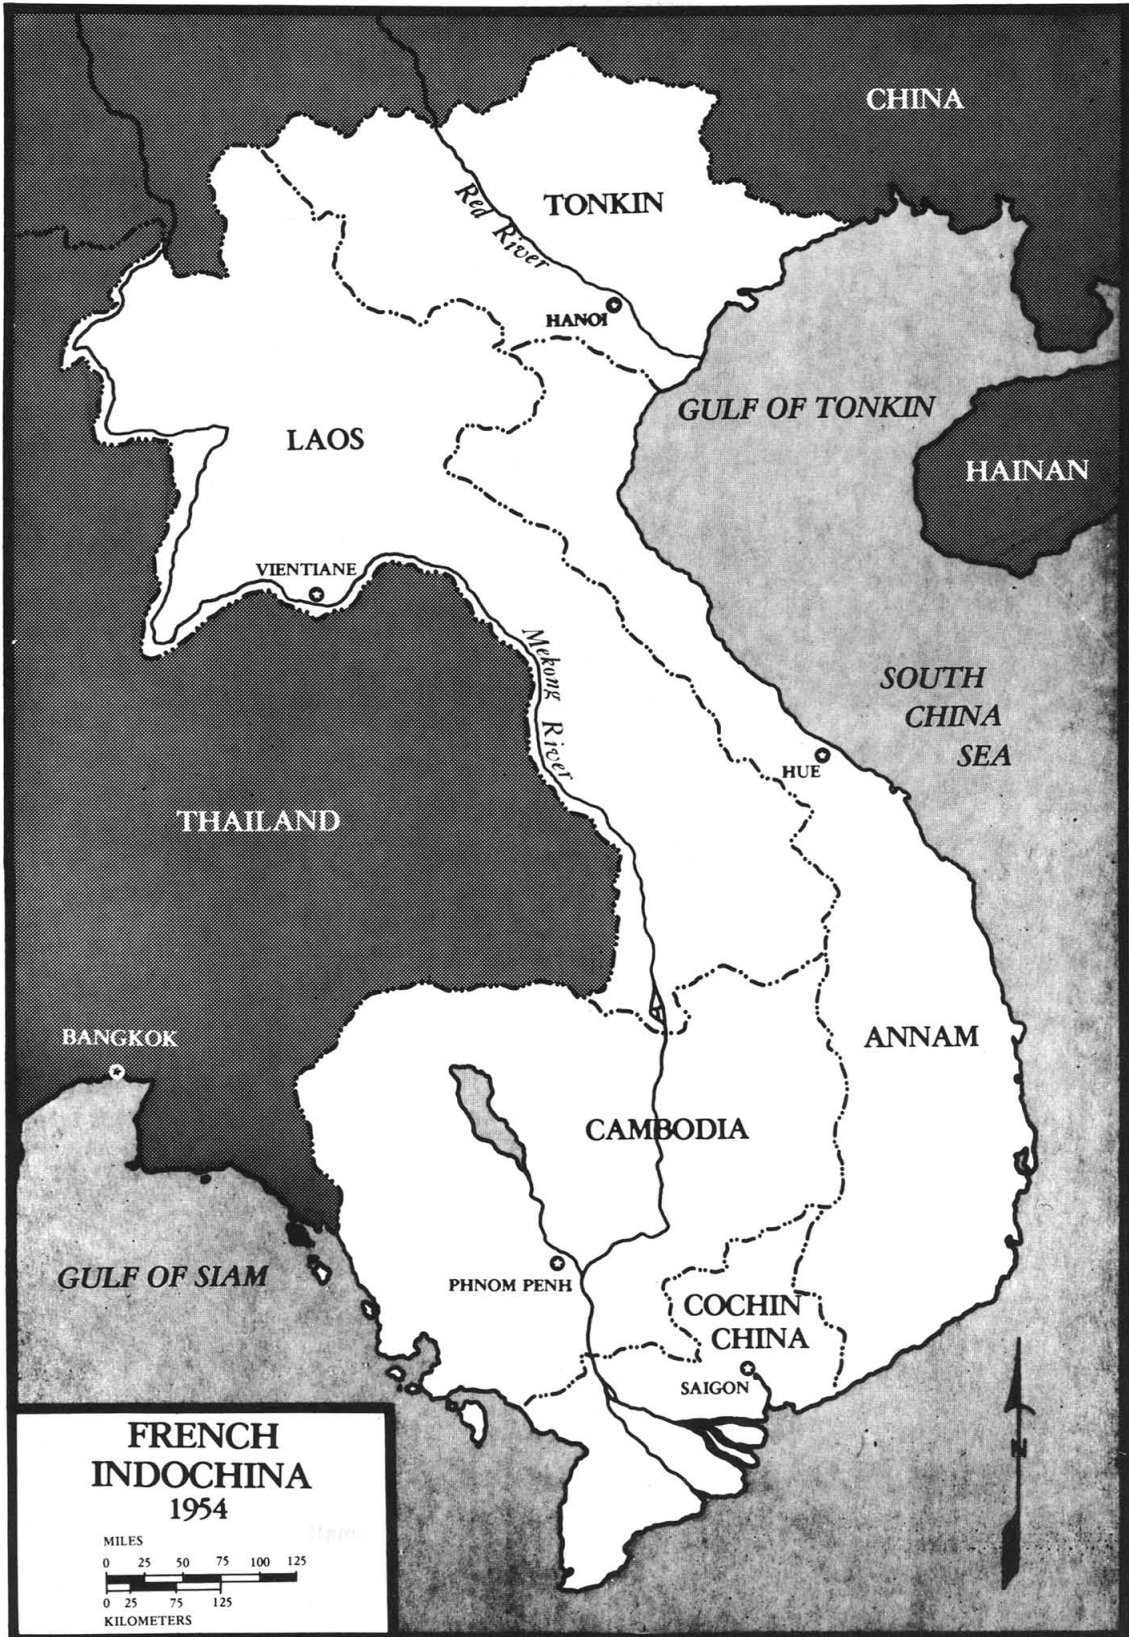 CHINA
TONKIN
Red River
HANOI
GULF OF TONKIN
LAOS
HAINAN
VIENTIANE
Mekong River
SOUTH
CHINA
SEA
HUE
THAILAND
BANGKOK
ANNAM
CAMBODIA
GULF OF SIAM
PHNOM PENH
COCHIN
CHINA
SAIGON
N
FRENCH
INDOCHINA
1954
MILES
0 25 50 75 100 125
0 25 75 125
KILOMETERS